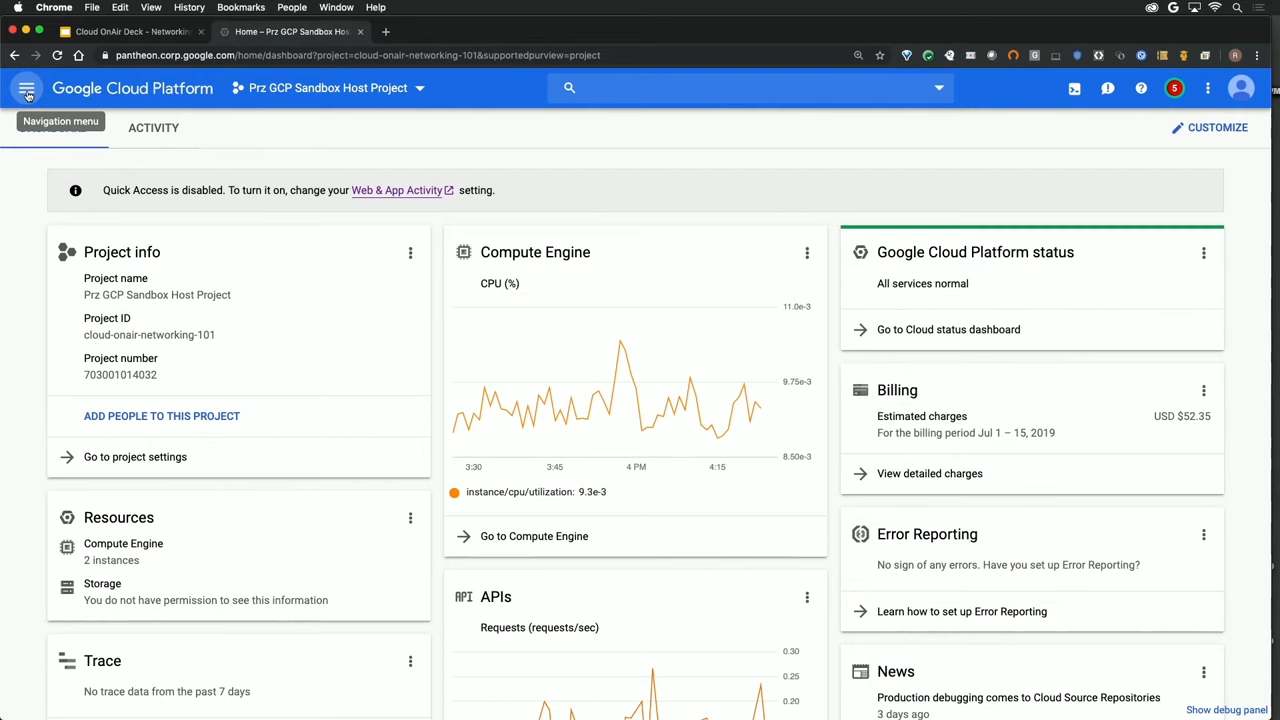 Chrome File Edit View History Bookmarks People Window Help
Cloud OnAir Deck - Networkin
Home – Prz GCP Sandbox Host
pantheon.corp.google.com/home/dashboard?project=cloud-onair-networking-101&supportedpurview=project
R
Google Cloud Platform
Prz GCP Sandbox Host Project
5
Navigation menu
ACTIVITY
CUSTOMIZE
Quick Access is disabled. To turn it on, change your Web & App Activity setting.
Project info
Project name
Prz GCP Sandbox Host Project
Project ID
cloud-onair-networking-101
Project number
703001014032
ADD PEOPLE TO THIS PROJECT
Go to project settings
Resources
Compute Engine
2 instances
Storage
You do not have permission to see this information
Trace
No trace data from the past 7 days
Compute Engine
CPU (%)
11.0e-3
9.75e-3
8.50e-3
3:30 3:45 4 PM 4:15
instance/cpu/utilization: 9.3e-3
Go to Compute Engine
API APIs
Requests (requests/sec)
0.30
0.25
0.20
Google Cloud Platform status
All services normal
Go to Cloud status dashboard
Billing
Estimated charges USD $52.35
For the billing period Jul 1 – 15, 2019
View detailed charges
Error Reporting
No sign of any errors. Have you set up Error Reporting?
Learn how to set up Error Reporting
News
Production debugging comes to Cloud Source Repositories
3 days ago
Show debug panel